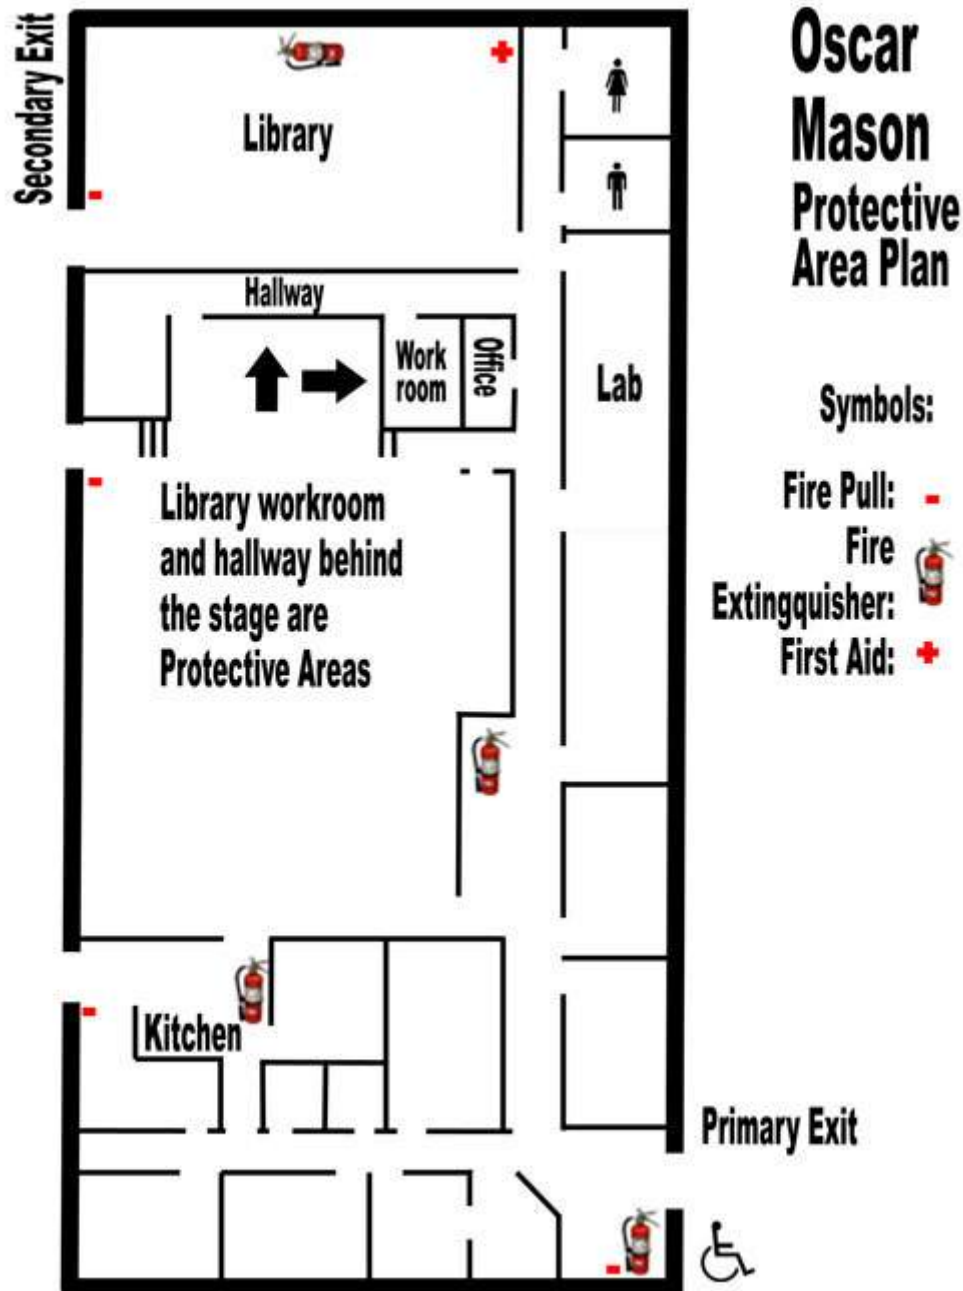 Oscar
Mason
Protective
Area Plan
Secondary Exit
Library
Hallway
Work
room
Office
Lab
Symbols:
Fire Pull:
Fire
Extingquisher:
First Aid:
Library workroom
and hallway behind
the stage are
Protective Areas
Kitchen
Primary Exit